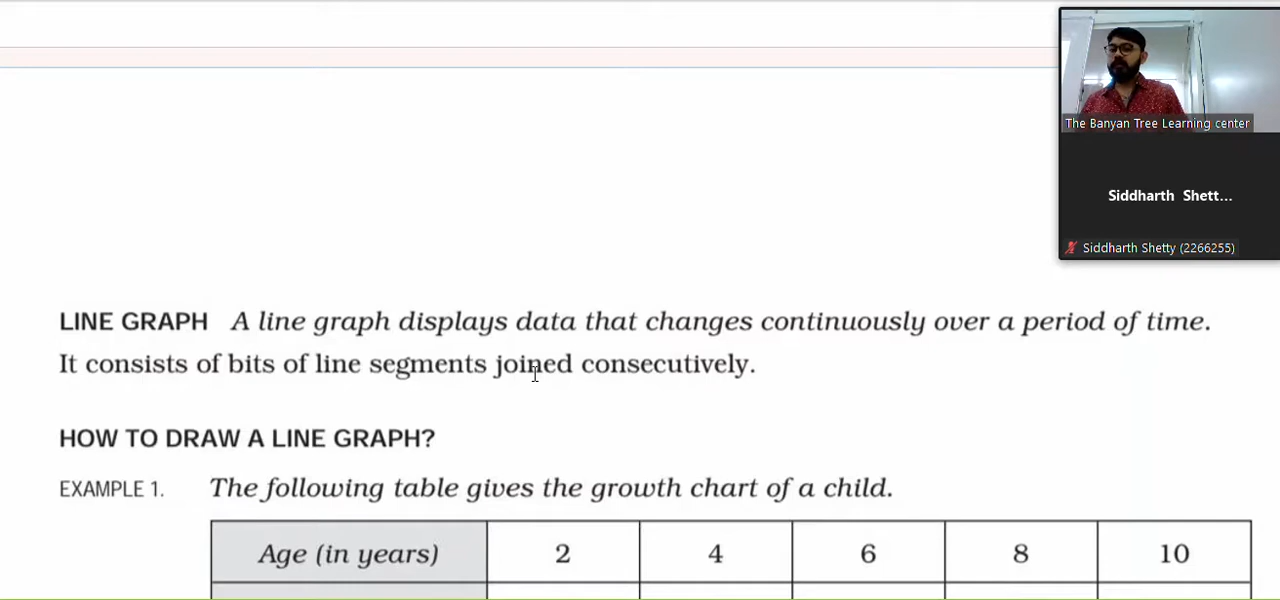 The Banyan Tree Learning center
Siddharth Shett...
Siddharth Shetty (2266255)
LINE GRAPH A line graph displays data that changes continuously over a period of time.
It consists of bits of line segments joined consecutively.
HOW TO DRAW A LINE GRAPH?
EXAMPLE 1. The following table gives the growth chart of a child.
Age (in years) 2 4 6 8 10